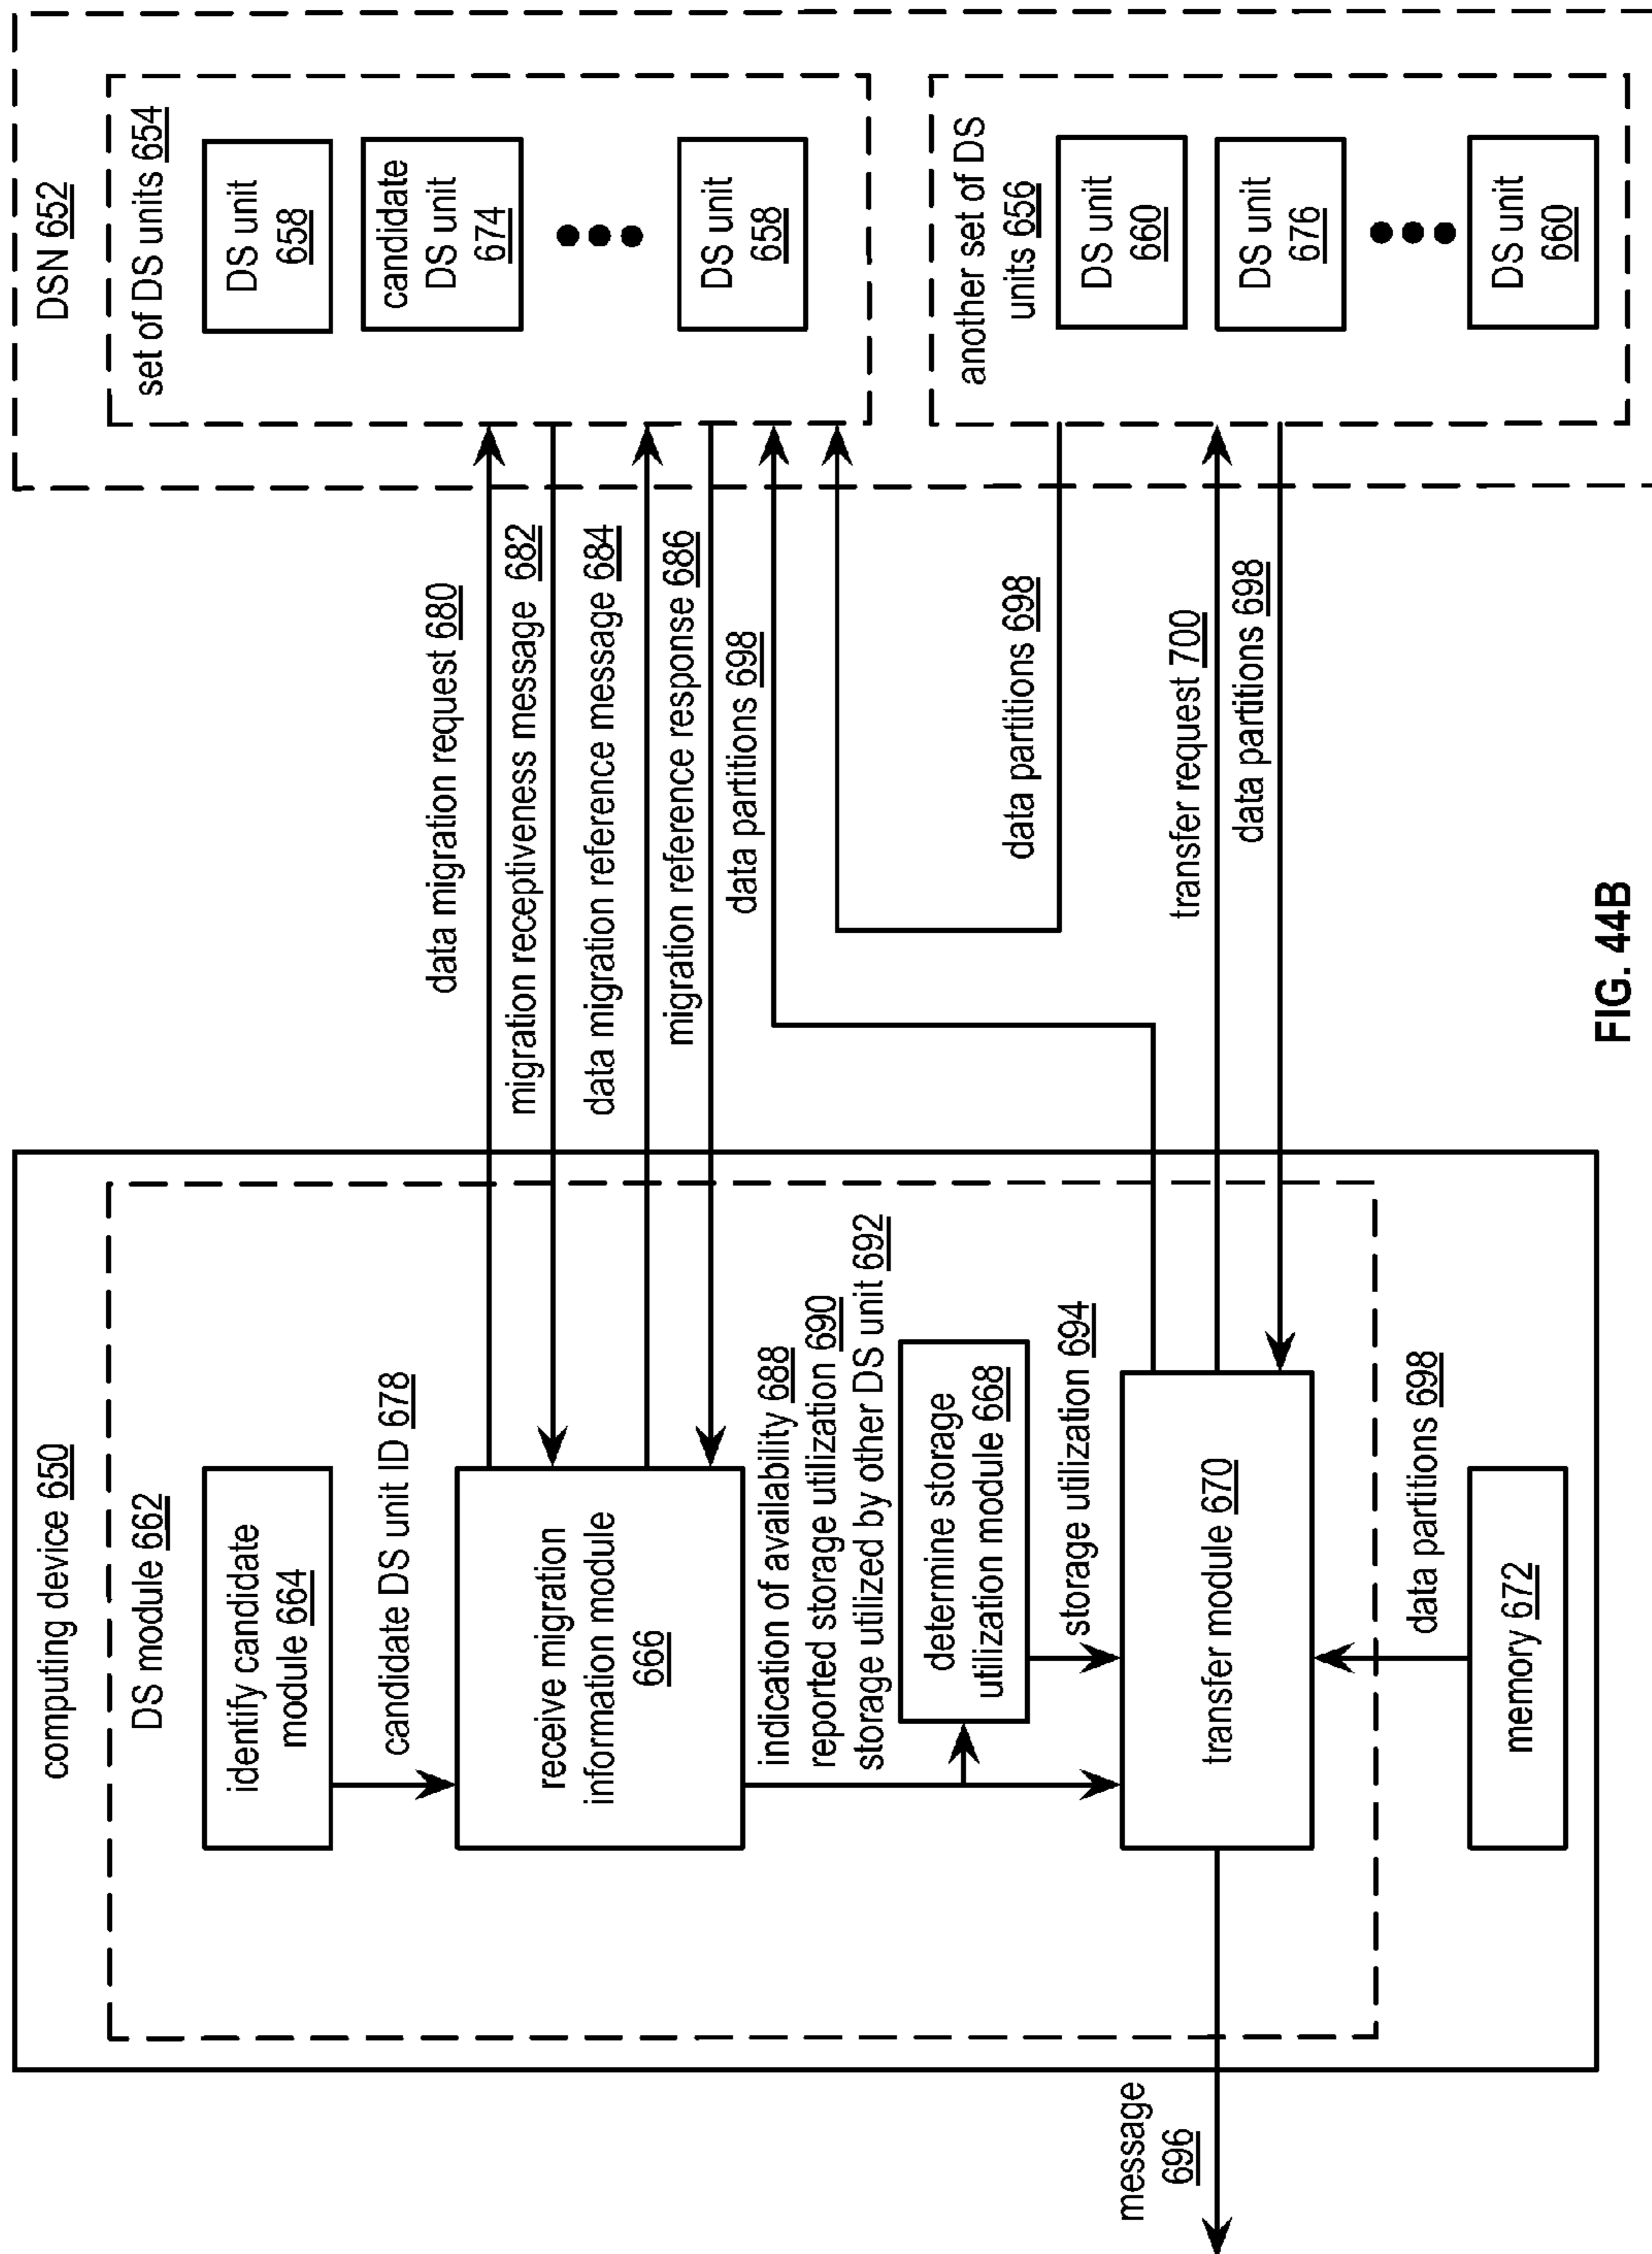 computing device 650
DS module 662
identify candidate
module 664
candidate DS unit ID 678
receive migration
information module
666
indication of availability 688
reported storage utilization 690
storage utilized by other DS unit 692
determine storage
utilization module 668
storage utilization 694
transfer module 670
data partitions 698
memory 672
message
696
data migration request 680
migration receptiveness message 682
data migration reference message 684
migration reference response 686
data partitions 698
data partitions 698
transfer request 700
data partitions 698
DSN 652
set of DS units 654
DS unit
658
candidate
DS unit
674
DS unit
658
another set of DS
units 656
DS unit
660
DS unit
676
DS unit
660
FIG. 44B